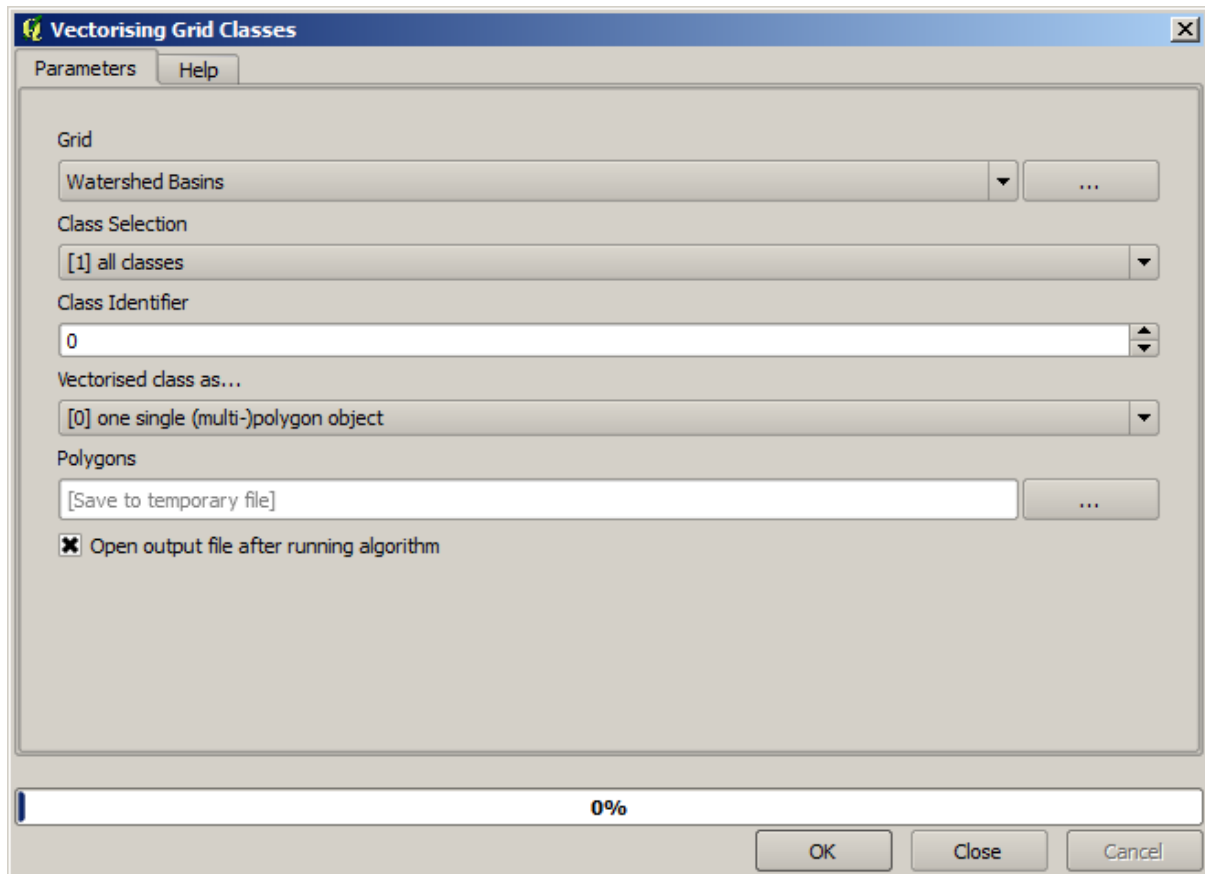 Vectorising Grid Classes
Parameters Help
Grid
Watershed Basins ...
Class Selection
[1] all classes
Class Identifier
0
Vectorised class as...
[0] one single (multi-)polygon object
Polygons
[Save to temporary file] ...
Open output file after running algorithm
0%
OK Close Cancel